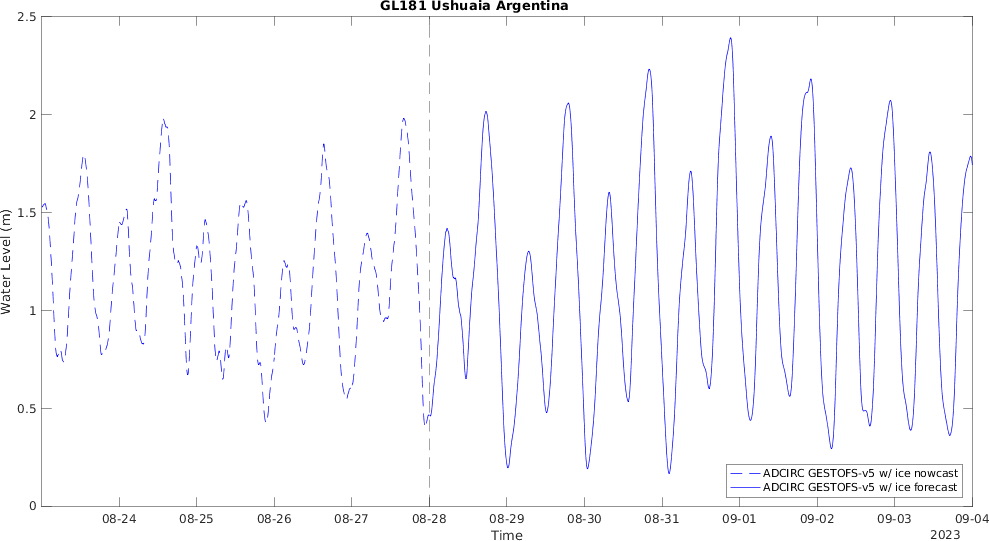 GL181 Ushuaia Argentina
2.5
2
1.5
1
0.5
0
Water Level (m)
ADCIRC GESTOFS-v5 w/ ice nowcast
ADCIRC GESTOFS-v5 w/ ice forecast
08-24 08-25 08-26 08-27 08-28 08-29 08-30 08-31 09-01 09-02 09-03 09-04
Time
2023